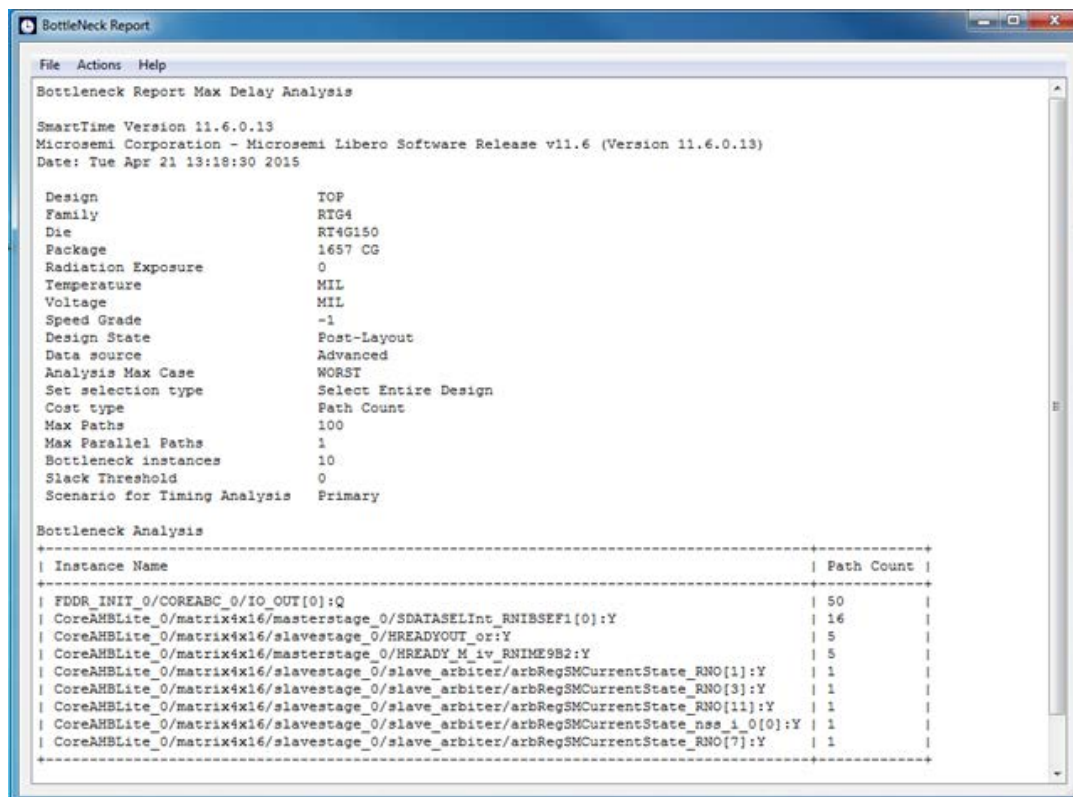 BottleNeck Report
File Actions Help
Bottleneck Report Max Delay Analysis
SmartTime Version 11.6.0.13
Microsemi Corporation - Microsemi Libero Software Release v11.6 (Version 11.6.0.13)
Date: Tue Apr 21 13:18:30 2015
Design TOP
Family RTG4
Die RT4G150
Package 1657 CG
Radiation Exposure 0
Temperature MIL
Voltage MIL
Speed Grade -1
Design State Post-Layout
Data source Advanced
Analysis Max Case WORST
Set selection type Select Entire Design
Cost type Path Count
Max Paths 100
Max Parallel Paths 1
Bottleneck instances 10
Slack Threshold 0
Scenario for Timing Analysis Primary
Bottleneck Analysis
| Instance Name | Path Count |
| FDDR_INIT_0/COREABC_0/IO_OUT[0]:Q | 50 |
| CoreAHBLite_0/matrix4x16/masterstage_0/SDATASELInt_RNIBSEF1[0]:Y | 16 |
| CoreAHBLite_0/matrix4x16/slavestage_0/HREADYOUT_or:Y | 5 |
| CoreAHBLite_0/matrix4x16/masterstage_0/HREADY_M_iv_RNIME9B2:Y | 5 |
| CoreAHBLite_0/matrix4x16/slavestage_0/slave_arbiter/arbRegSMCurrentState_RNO[1]:Y | 1 |
| CoreAHBLite_0/matrix4x16/slavestage_0/slave_arbiter/arbRegSMCurrentState_RNO[3]:Y | 1 |
| CoreAHBLite_0/matrix4x16/slavestage_0/slave_arbiter/arbRegSMCurrentState_RNO[11]:Y | 1 |
| CoreAHBLite_0/matrix4x16/slavestage_0/slave_arbiter/arbRegSMCurrentState_nss_i_0[0]:Y | 1 |
| CoreAHBLite_0/matrix4x16/slavestage_0/slave_arbiter/arbRegSMCurrentState_RNO[7]:Y | 1 |